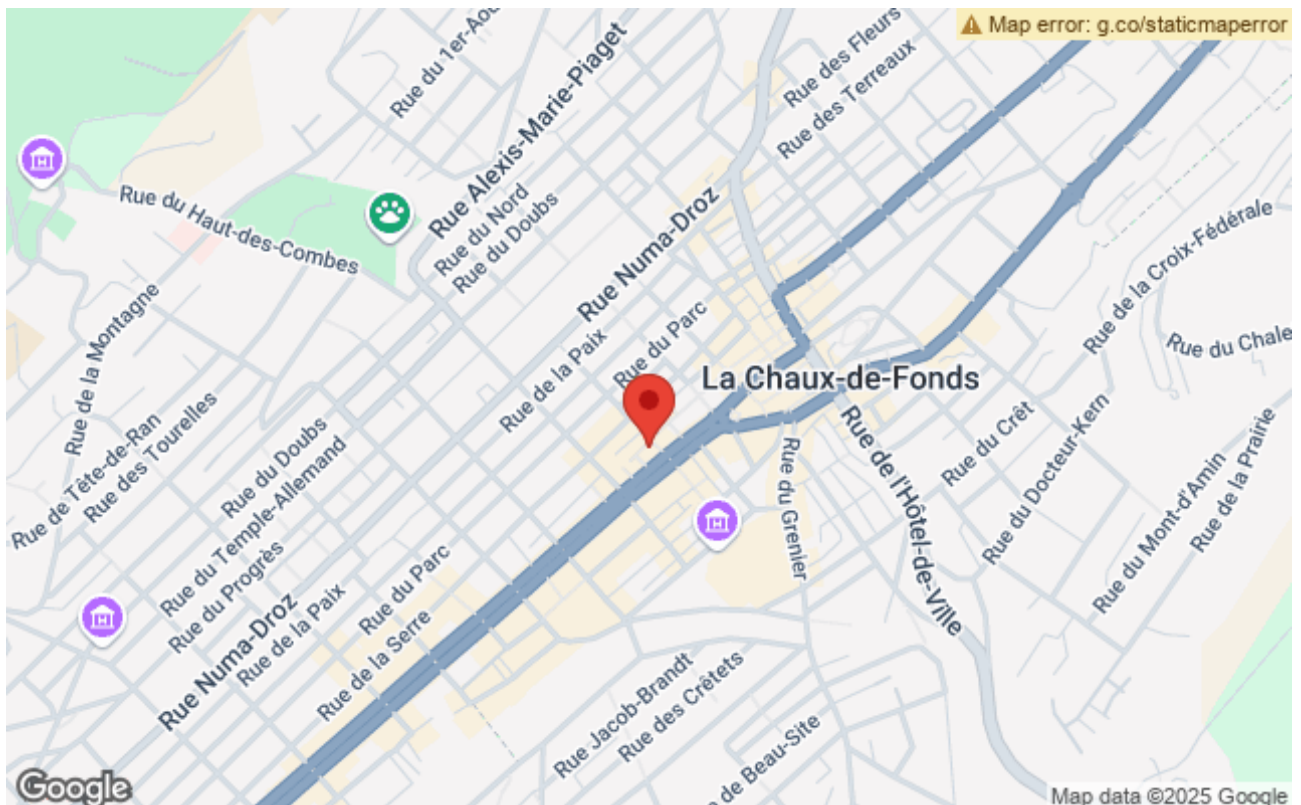 Map error: g.co/staticmaperror
Rue du 1er-Aoû
Rue Alexis-Marie-Piaget
Rue des Fleurs
Rue des Terreaux
Rue du Haut-des-Combes
Rue du Nord
Rue du Doubs
Rue Numa-Droz
Rue de la Croix-Fédérale
Rue du Chale
Rue de la Montagne
Rue de la Paix
Rue du Parc
La Chaux-de-Fonds
Rue de Tête-de-Ran
Rue des Tourelles
Rue du Doubs
Rue du Temple-Allemand
Rue du Progrès
Rue Numa-Droz
Rue de la Paix
Rue du Parc
Rue de la Serre
Rue du Grenier
Rue de l'Hôtel-de-Ville
Rue du Crêt
Rue du Docteur-Kern
Rue du Mont-d'Amin
Rue de la Prairie
Rue Jacob-Brandt
Rue des Crêtets
de Beau-Site
Google
Map data ©2025 Google